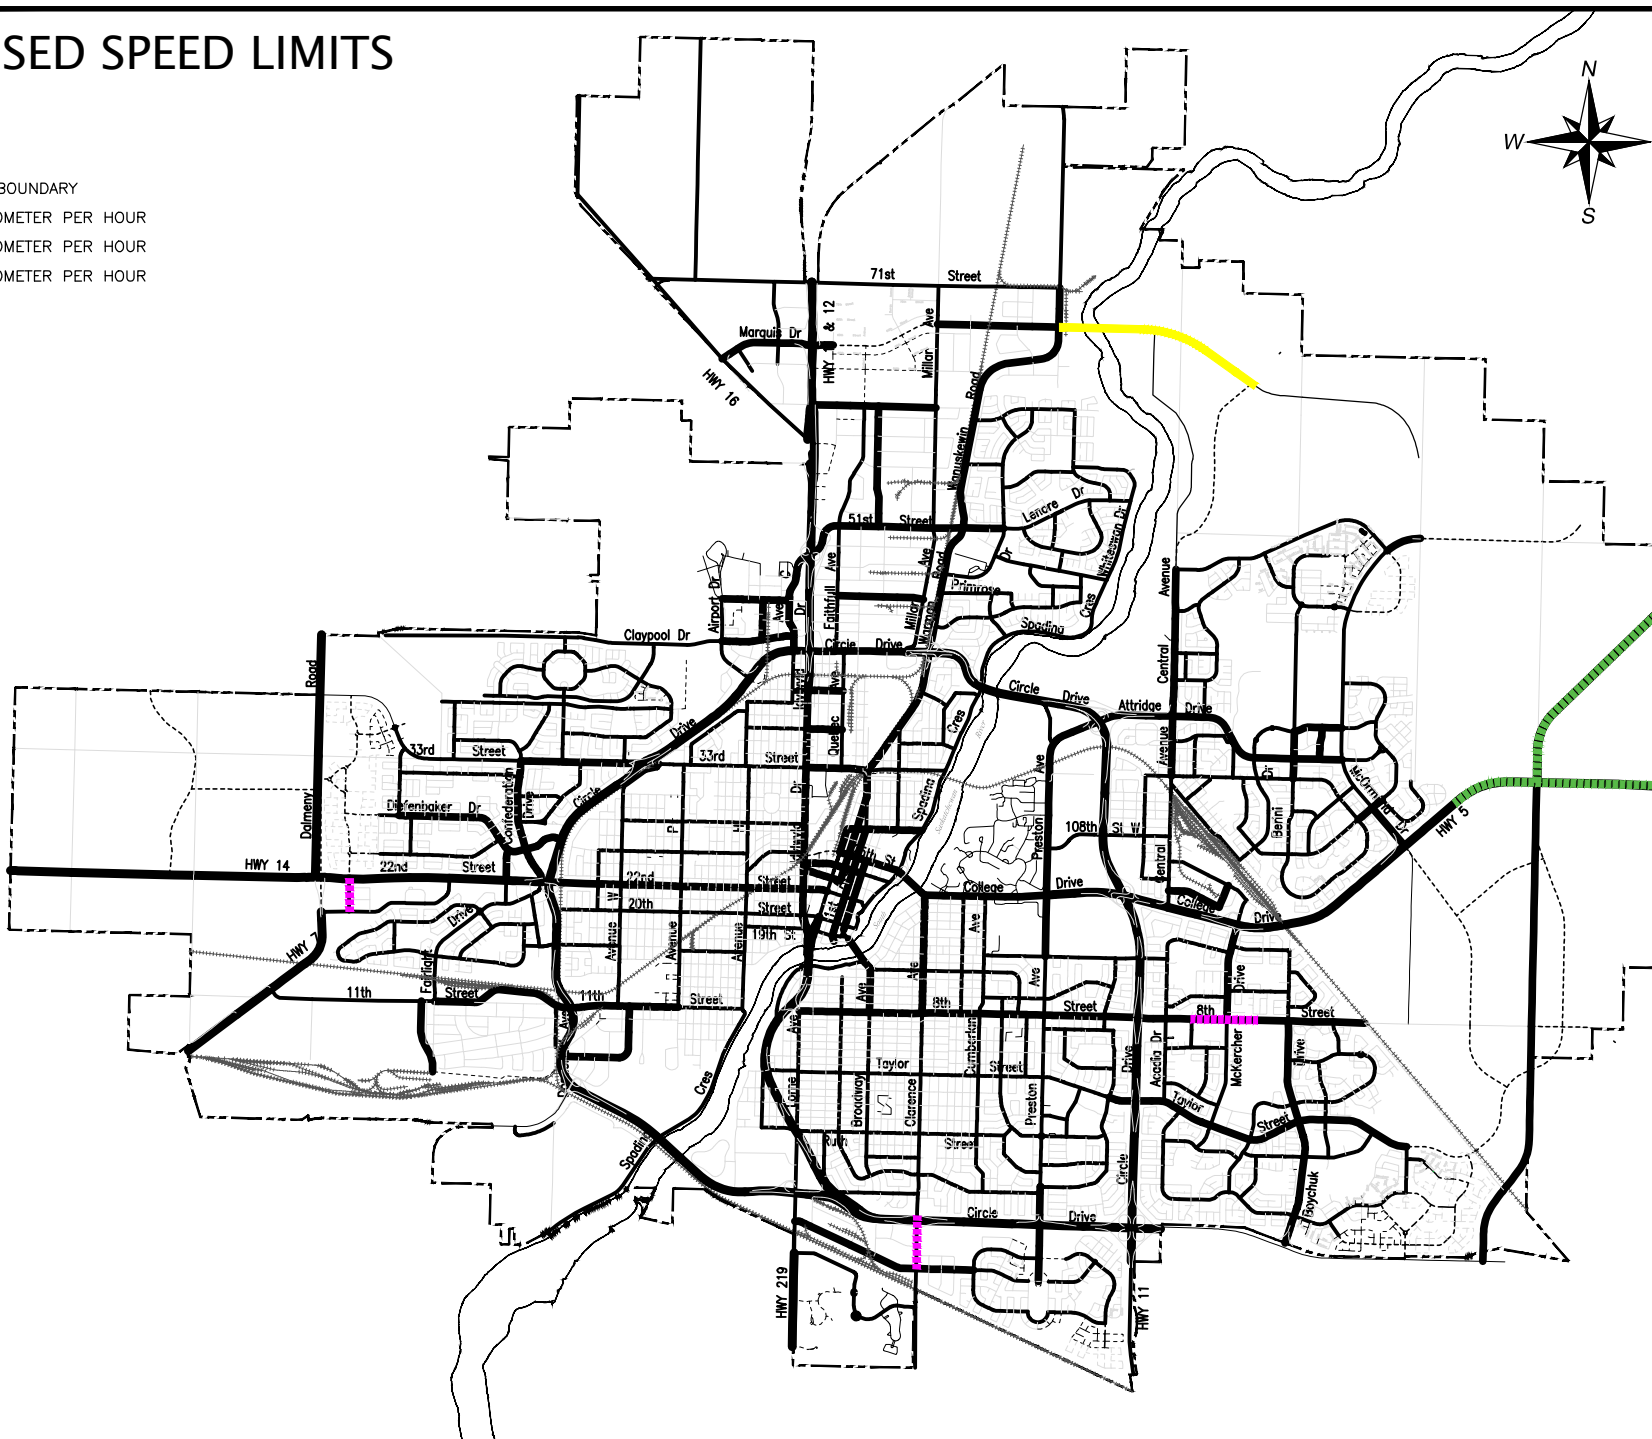 SED SPEED LIMITS
N
W
S
BOUNDARY
OMETER PER HOUR
OMETER PER HOUR
OMETER PER HOUR
71st Street
Marquis Dr
HWY & 12
Millar Ave
HWY 16
Wanuskewin Road
51st Street
Lenore Dr
Whiteswan Dr
Dr
Primrose
Spadina Cres
Central Avenue
Airport Dr
Ave
Dr
Faithfull Ave
Millar Ave
Warman Road
Claypool Dr
Circle Drive
Dalmeny Road
Circle Drive
Attridge Drive
Quebec Ave
Spadina Cres
33rd Street
33rd Street
Circle Drive
Diefenbaker Dr
Confederation Drive
Preston Ave
108th St W
Central Avenue
McOrmond Dr
HWY 5
HWY 14
22nd Street
22nd Street
20th Street
19th St
College Drive
College Drive
HWY 7
Drive
Fairlight
Avenue W
Avenue P
Avenue H
11th Street
11th Street
Ave
8th Street
8th Street
Taylor Street
Taylor Street
Lorne Ave
Broadway Ave
Clarence Ave
Preston Ave
Acadia Dr
McKercher Drive
Drive
Boychuk
Ruth Street
Spadina Cres
Circle Drive
Circle Drive
HWY 219
HWY 11